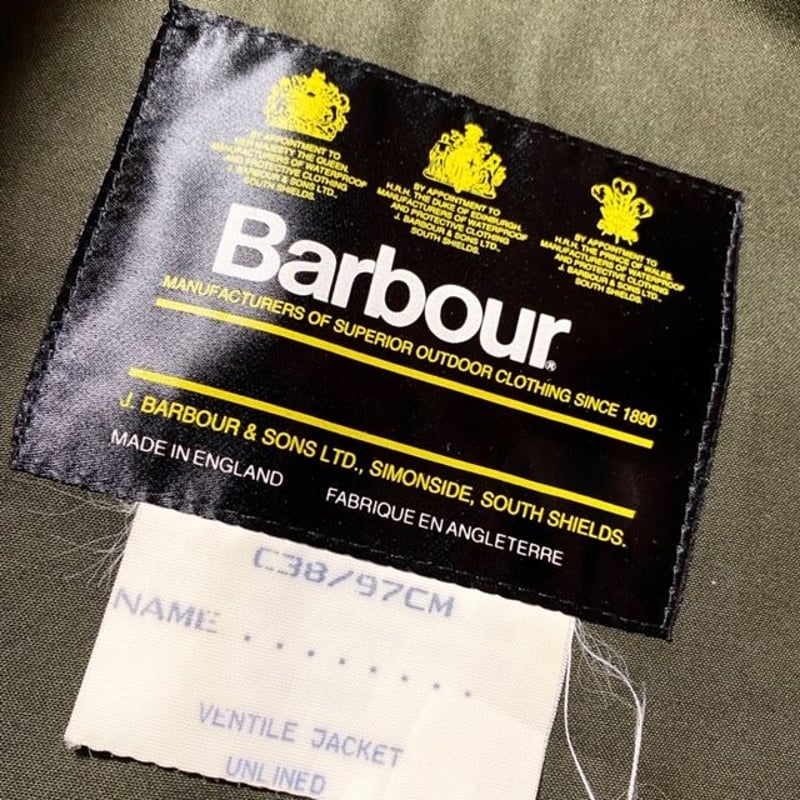 BY APPOINTMENT TO
HER MAJESTY THE QUEEN.
MANUFACTURERS OF WATERPROOF
AND PROTECTIVE CLOTHING
J. BARBOUR & SONS LTD.,
SOUTH SHIELDS.
BY APPOINTMENT TO
H.R.H. THE DUKE OF EDINBURGH.
MANUFACTURERS OF WATERPROOF
AND PROTECTIVE CLOTHING
J. BARBOUR & SONS LTD.,
SOUTH SHIELDS.
BY APPOINTMENT TO
H.R.H. THE PRINCE OF WALES.
MANUFACTURERS OF WATERPROOF
AND PROTECTIVE CLOTHING
J. BARBOUR & SONS LTD.,
SOUTH SHIELDS.
Barbour®
MANUFACTURERS OF SUPERIOR OUTDOOR CLOTHING SINCE 1890
J. BARBOUR & SONS LTD., SIMONSIDE, SOUTH SHIELDS.
MADE IN ENGLAND FABRIQUE EN ANGLETERRE
C38/97CM
NAME ........
VENTILE JACKET
UNLINED